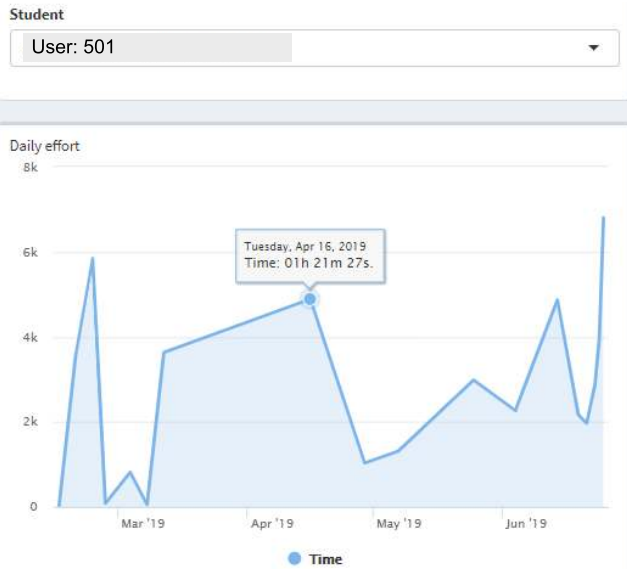 Student
User: 501
Daily effort
8k
6k
4k
2k
0
Tuesday, Apr 16, 2019
Time: 01h 21m 27s.
Mar '19
Apr '19
May '19
Jun '19
Time